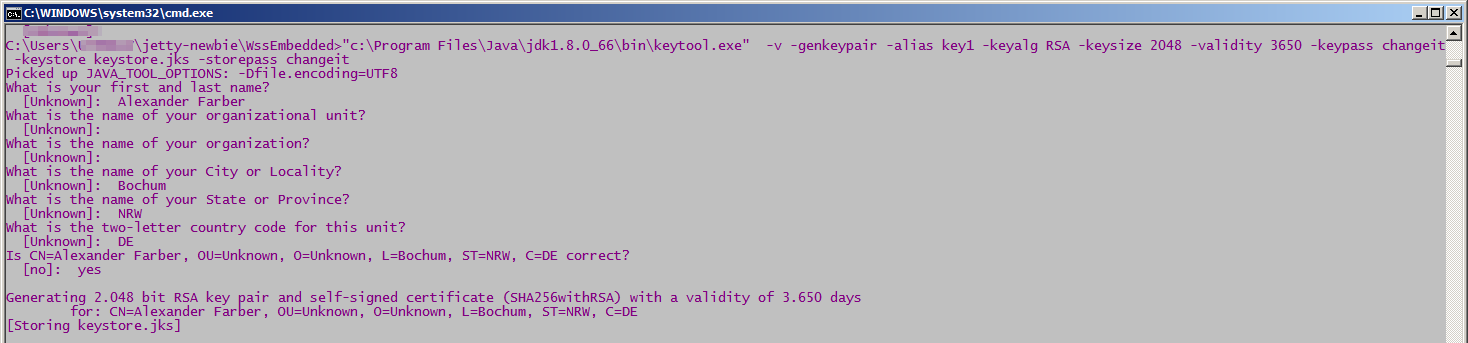 C:\WINDOWS\system32\cmd.exe
C:\Users\U\jetty-newbie\WssEmbedded>"c:\Program Files\Java\jdk1.8.0_66\bin\keytool.exe"  -v -genkeypair -alias key1 -keyalg RSA -keysize 2048 -validity 3650 -keypass changeit
 -keystore keystore.jks -storepass changeit
Picked up JAVA_TOOL_OPTIONS: -Dfile.encoding=UTF8
What is your first and last name?
  [Unknown]:  Alexander Farber
What is the name of your organizational unit?
  [Unknown]:
What is the name of your organization?
  [Unknown]:
What is the name of your City or Locality?
  [Unknown]:  Bochum
What is the name of your State or Province?
  [Unknown]:  NRW
What is the two-letter country code for this unit?
  [Unknown]:  DE
Is CN=Alexander Farber, OU=Unknown, O=Unknown, L=Bochum, ST=NRW, C=DE correct?
  [no]:  yes
Generating 2.048 bit RSA key pair and self-signed certificate (SHA256withRSA) with a validity of 3.650 days
        for: CN=Alexander Farber, OU=Unknown, O=Unknown, L=Bochum, ST=NRW, C=DE
[Storing keystore.jks]